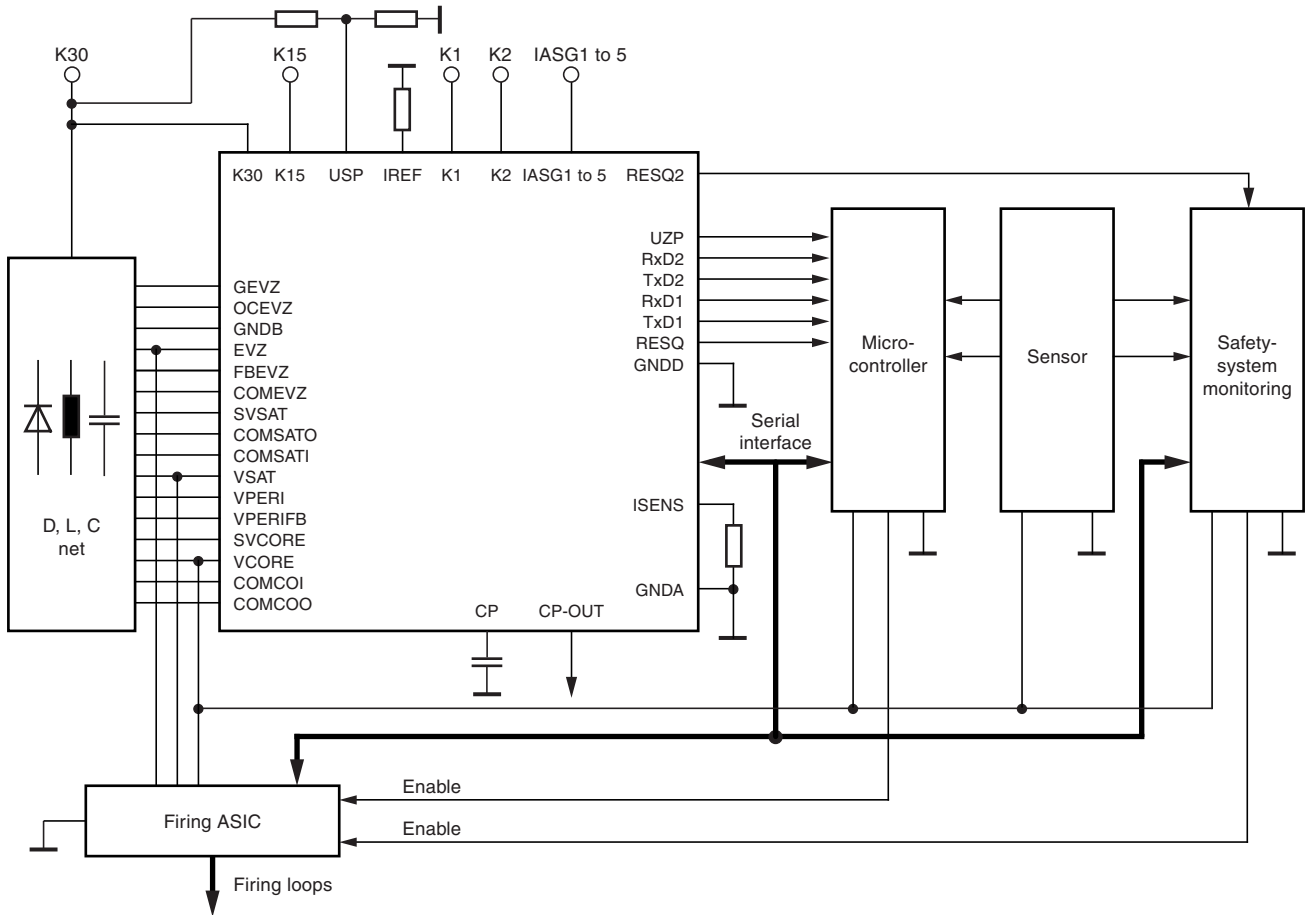 K30
K15
K1
K2
IASG1 to 5
K30
K15
USP
IREF
K1
K2
IASG1 to 5
RESQ2
UZP
RxD2
TxD2
RxD1
TxD1
RESQ
GNDD
GEVZ
OCEVZ
GNDB
EVZ
FBEVZ
COMEVZ
SVSAT
COMSATO
COMSATI
VSAT
VPERI
VPERIFB
SVCORE
VCORE
COMCOI
COMCOO
D, L, C
net
Micro-
controller
Sensor
Safety-
system
monitoring
Serial
interface
ISENS
GNDA
CP
CP-OUT
Enable
Enable
Firing ASIC
Firing loops